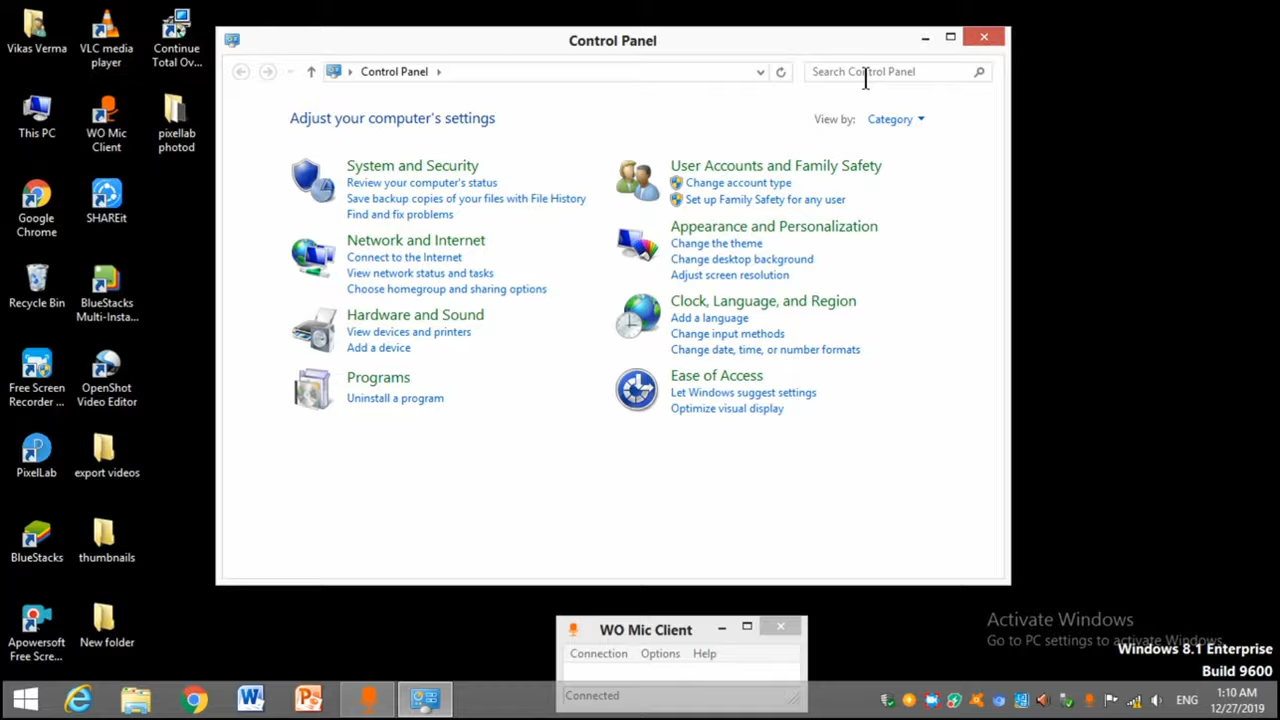 Vikas Verma
VLC media
player
Continue
Total Ov...
This PC
WO Mic
Client
pixellab
photod
Google
Chrome
SHAREit
Recycle Bin
BlueStacks
Multi-Insta...
Free Screen
Recorder ...
OpenShot
Video Editor
PixelLab
export videos
BlueStacks
thumbnails
Apowersoft
Free Scre...
New folder
Control Panel
Control Panel
Search Control Panel
Adjust your computer's settings
View by: Category
System and Security
Review your computer's status
Save backup copies of your files with File History
Find and fix problems
Network and Internet
Connect to the Internet
View network status and tasks
Choose homegroup and sharing options
Hardware and Sound
View devices and printers
Add a device
Programs
Uninstall a program
User Accounts and Family Safety
Change account type
Set up Family Safety for any user
Appearance and Personalization
Change the theme
Change desktop background
Adjust screen resolution
Clock, Language, and Region
Add a language
Change input methods
Change date, time, or number formats
Ease of Access
Let Windows suggest settings
Optimize visual display
WO Mic Client
Connection Options Help
Connected
Activate Windows
Go to PC settings to activate Windows.
Windows 8.1 Enterprise
Build 9600
ENG
1:10 AM
12/27/2019